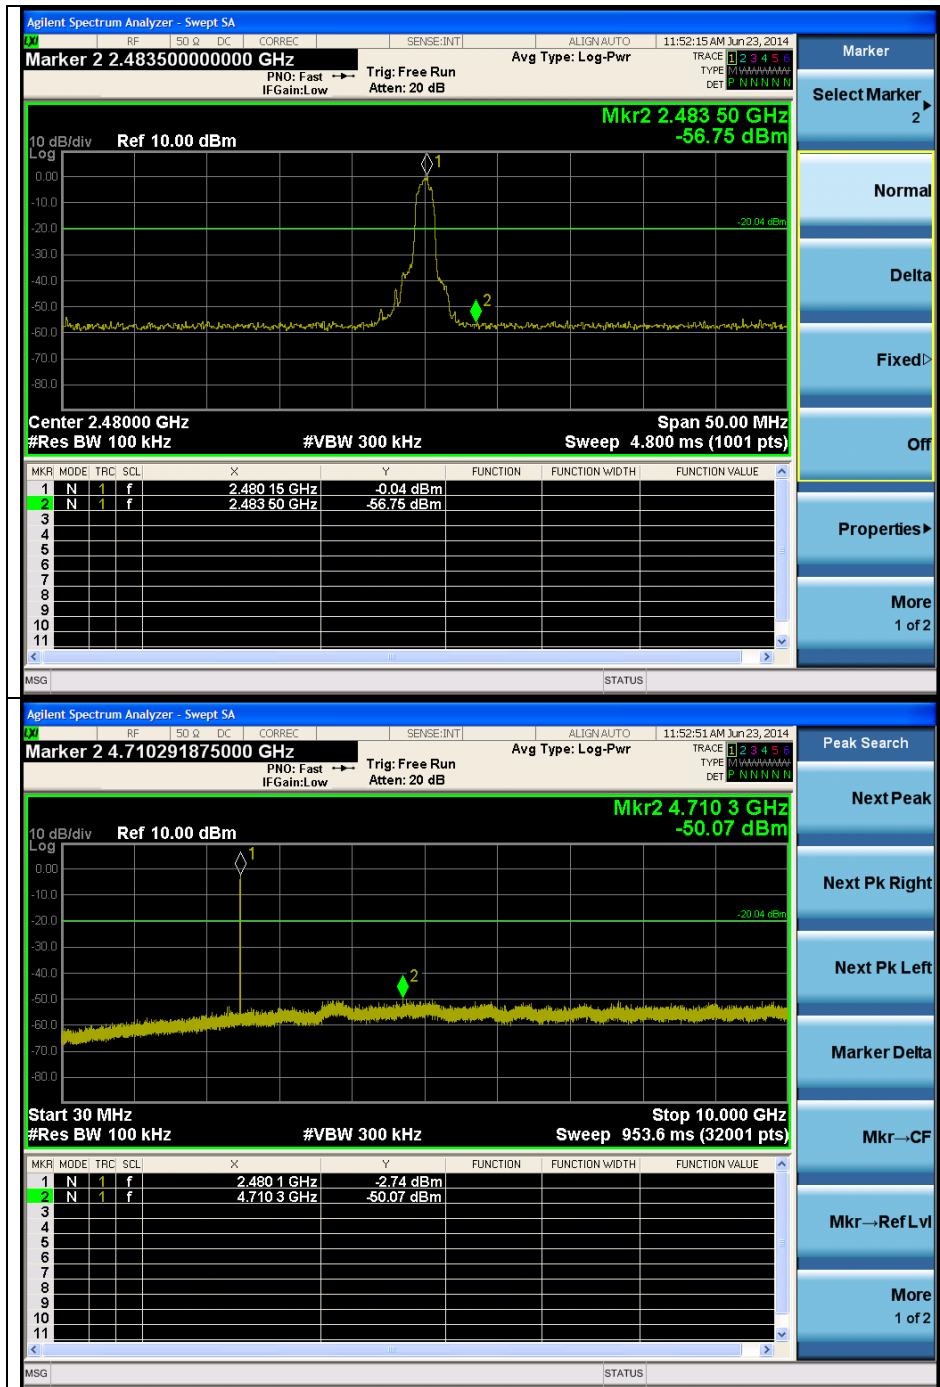 Agilent Spectrum Analyzer - Swept SA
LXI RF 50 Ω DC CORREC SENSE:INT ALIGN AUTO 11:52:15 AM Jun 23, 2014
Marker 2 2.483500000000 GHz
PNO: Fast
IFGain:Low
Trig: Free Run
Atten: 20 dB
Avg Type: Log-Pwr
TRACE 1 2 3 4 5 6
TYPE M
DET P N N N N N
Mkr2 2.483 50 GHz
-56.75 dBm
10 dB/div Ref 10.00 dBm
Log
1
0.00
-10.0
-20.0
-20.04 dBm
-30.0
-40.0
-50.0
2
-60.0
-70.0
-80.0
Center 2.48000 GHz Span 50.00 MHz
#Res BW 100 kHz #VBW 300 kHz Sweep 4.800 ms (1001 pts)
MKR MODE TRC SCL X Y FUNCTION FUNCTION WIDTH FUNCTION VALUE
1 N 1 f 2.480 15 GHz -0.04 dBm
2 N 1 f 2.483 50 GHz -56.75 dBm
3
4
5
6
7
8
9
10
11
MSG STATUS
Marker
Select Marker
2
Normal
Delta
Fixed
Off
Properties
More
1 of 2
Agilent Spectrum Analyzer - Swept SA
LXI RF 50 Ω DC CORREC SENSE:INT ALIGN AUTO 11:52:51 AM Jun 23, 2014
Marker 2 4.710291875000 GHz
PNO: Fast
IFGain:Low
Trig: Free Run
Atten: 20 dB
Avg Type: Log-Pwr
TRACE 1 2 3 4 5 6
TYPE M
DET P N N N N N
Mkr2 4.710 3 GHz
-50.07 dBm
10 dB/div Ref 10.00 dBm
Log
1
0.00
-10.0
-20.0
-20.04 dBm
-30.0
-40.0
2
-50.0
-60.0
-70.0
-80.0
Start 30 MHz Stop 10.000 GHz
#Res BW 100 kHz #VBW 300 kHz Sweep 953.6 ms (32001 pts)
MKR MODE TRC SCL X Y FUNCTION FUNCTION WIDTH FUNCTION VALUE
1 N 1 f 2.480 1 GHz -2.74 dBm
2 N 1 f 4.710 3 GHz -50.07 dBm
3
4
5
6
7
8
9
10
11
MSG STATUS
Peak Search
Next Peak
Next Pk Right
Next Pk Left
Marker Delta
Mkr→CF
Mkr→Ref Lvl
More
1 of 2